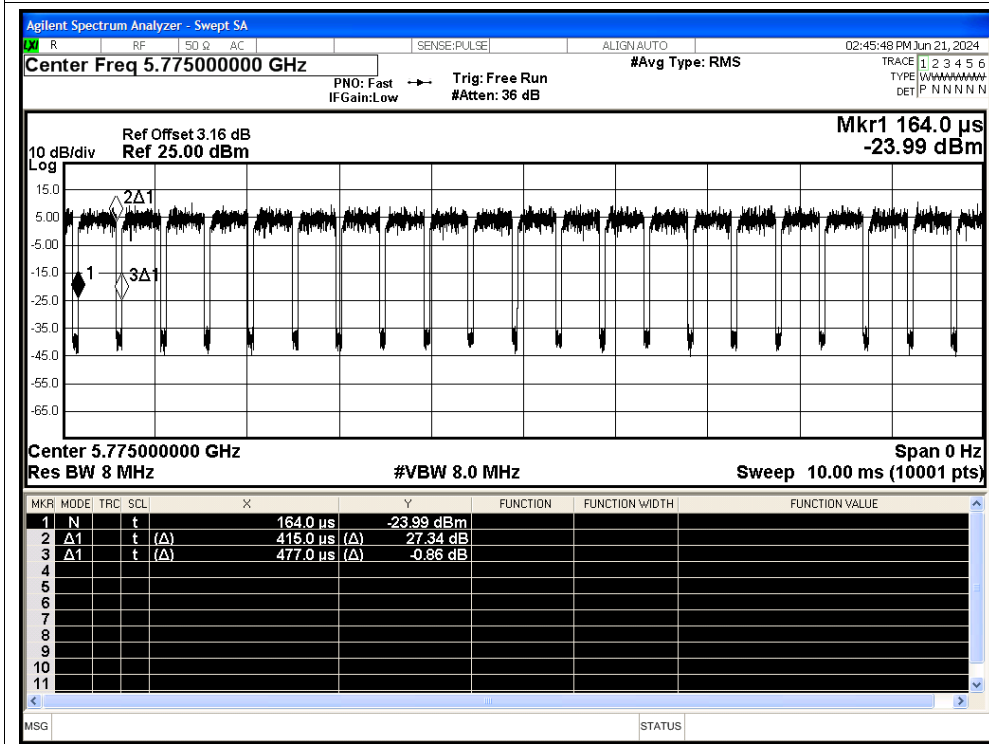 Agilent Spectrum Analyzer - Swept SA
LXI R RF 50 Ω AC SENSE:PULSE ALIGN AUTO 02:45:48 PM Jun 21, 2024
Center Freq 5.775000000 GHz #Avg Type: RMS TRACE 1 2 3 4 5 6
PNO: Fast Trig: Free Run TYPE
IFGain:Low #Atten: 36 dB DET P N N N N N
Mkr1 164.0 µs
Ref Offset 3.16 dB
10 dB/div Ref 25.00 dBm -23.99 dBm
Log
15.0
2Δ1
5.00
-5.00
-15.0
1
3Δ1
-25.0
-35.0
-45.0
-55.0
-65.0
Center 5.775000000 GHz Span 0 Hz
Res BW 8 MHz #VBW 8.0 MHz Sweep 10.00 ms (10001 pts)
MKR MODE TRC SCL X Y FUNCTION FUNCTION WIDTH FUNCTION VALUE
1 N t 164.0 µs -23.99 dBm
2 Δ1 t (Δ) 415.0 µs (Δ) 27.34 dB
3 Δ1 t (Δ) 477.0 µs (Δ) -0.86 dB
4
5
6
7
8
9
10
11
MSG STATUS